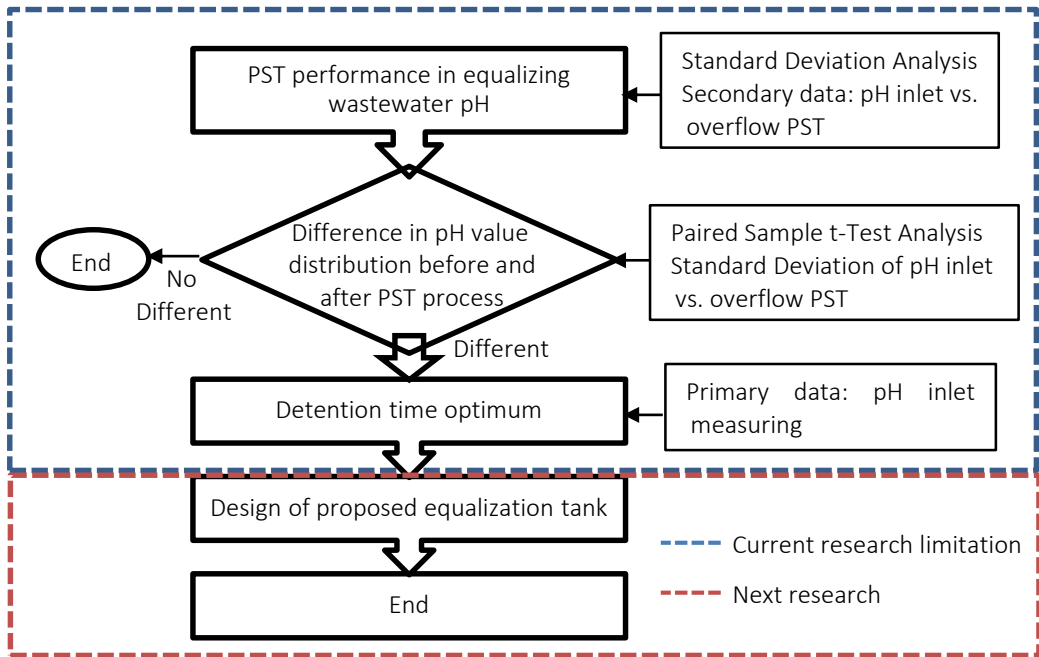 PST performance in equalizing
wastewater pH
Standard Deviation Analysis
Secondary data: pH inlet vs.
overflow PST
Difference in pH value
distribution before and
after PST process
Paired Sample t-Test Analysis
Standard Deviation of pH inlet
vs. overflow PST
End
No
Different
Different
Detention time optimum
Primary data: pH inlet
measuring
Design of proposed equalization tank
End
Current research limitation
Next research